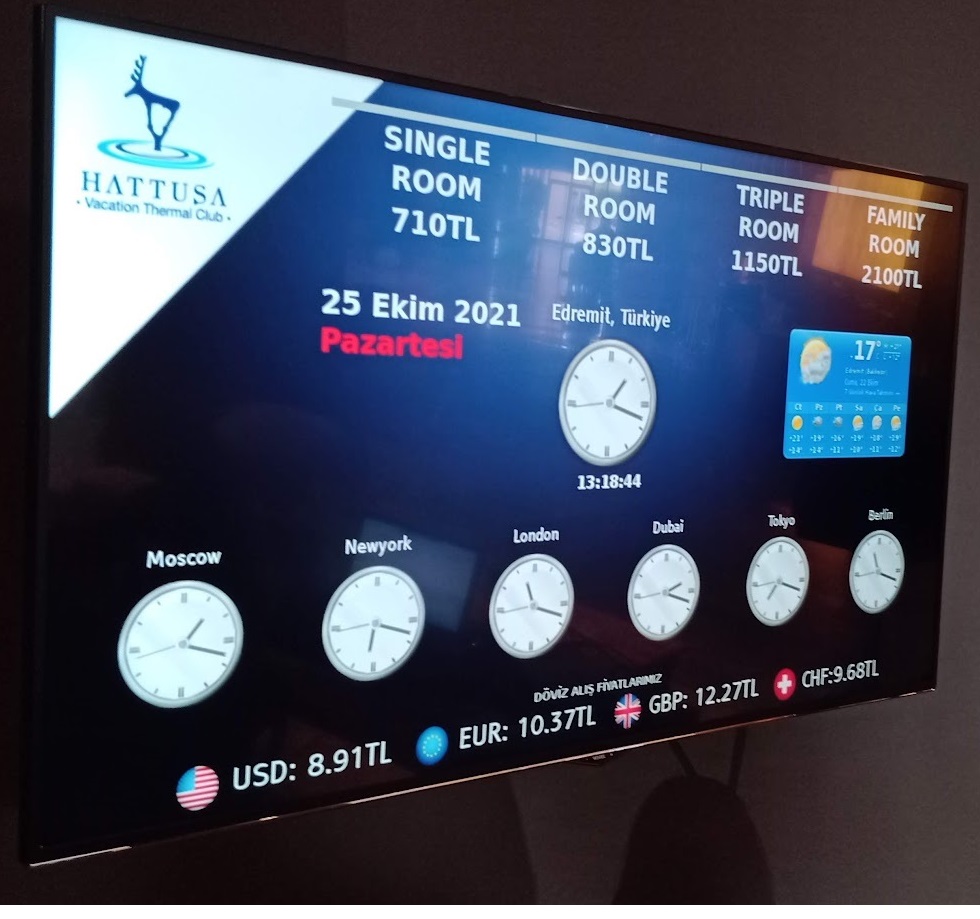 HATTUSA
· Vacation Thermal Club ·
SINGLE
ROOM
710TL
DOUBLE
ROOM
830TL
TRIPLE
ROOM
1150TL
FAMILY
ROOM
2100TL
25 Ekim 2021
Pazartesi
Edremit, Türkiye
13:18:44
17°
Moscow
Newyork
London
Dubai
Tokyo
Berlin
DÖVİZ ALIŞ FİYATLARIMIZ
USD: 8.91TL
EUR: 10.37TL
GBP: 12.27TL
CHF:9.68TL